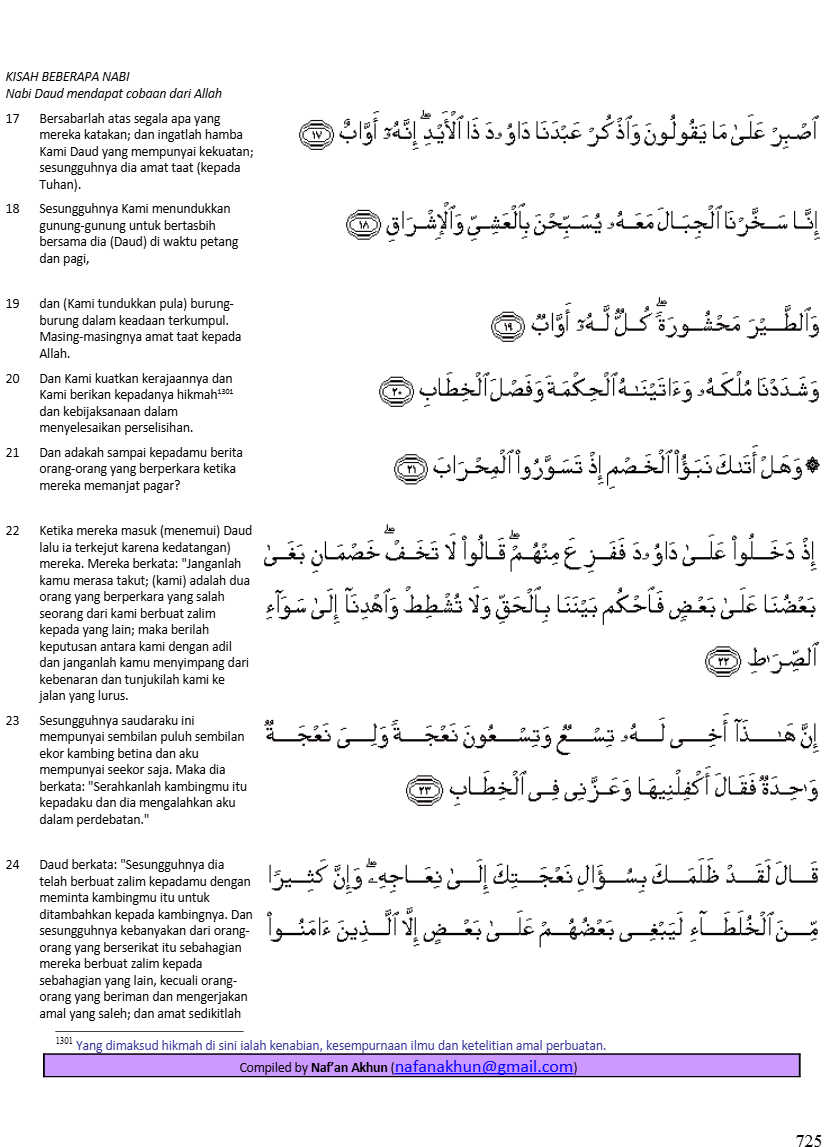 KISAH BEBERAPA NABI
Nabi Daud mendapat cobaan dari Allah
17 Bersabarlah atas segala apa yang
mereka katakan; dan ingatlah hamba
Kami Daud yang mempunyai kekuatan;
sesungguhnya dia amat taat (kepada
Tuhan).
ٱصْبِرْ عَلَىٰ مَا يَقُولُونَ وَٱذْكُرْ عَبْدَنَا دَاوُۥدَ ذَا ٱلْأَيْدِ ۖ إِنَّهُۥٓ أَوَّابٌ ١٧
18 Sesungguhnya Kami menundukkan
gunung-gunung untuk bertasbih
bersama dia (Daud) di waktu petang
dan pagi,
إِنَّا سَخَّرْنَا ٱلْجِبَالَ مَعَهُۥ يُسَبِّحْنَ بِٱلْعَشِىِّ وَٱلْإِشْرَاقِ ١٨
19 dan (Kami tundukkan pula) burung-
burung dalam keadaan terkumpul.
Masing-masingnya amat taat kepada
Allah.
وَٱلطَّيْرَ مَحْشُورَةً ۖ كُلٌّ لَّهُۥٓ أَوَّابٌ ١٩
20 Dan Kami kuatkan kerajaannya dan
Kami berikan kepadanya hikmah1301
dan kebijaksanaan dalam
menyelesaikan perselisihan.
وَشَدَدْنَا مُلْكَهُۥ وَءَاتَيْنَـٰهُ ٱلْحِكْمَةَ وَفَصْلَ ٱلْخِطَابِ ٢٠
21 Dan adakah sampai kepadamu berita
orang-orang yang berperkara ketika
mereka memanjat pagar?
۞ وَهَلْ أَتَىٰكَ نَبَؤُا۟ ٱلْخَصْمِ إِذْ تَسَوَّرُوا۟ ٱلْمِحْرَابَ ٢١
22 Ketika mereka masuk (menemui) Daud
lalu ia terkejut karena kedatangan)
mereka. Mereka berkata: "Janganlah
kamu merasa takut; (kami) adalah dua
orang yang berperkara yang salah
seorang dari kami berbuat zalim
kepada yang lain; maka berilah
keputusan antara kami dengan adil
dan janganlah kamu menyimpang dari
kebenaran dan tunjukilah kami ke
jalan yang lurus.
إِذْ دَخَلُوا۟ عَلَىٰ دَاوُۥدَ فَفَزِعَ مِنْهُمْ ۖ قَالُوا۟ لَا تَخَفْ ۖ خَصْمَانِ بَغَىٰ
بَعْضُنَا عَلَىٰ بَعْضٍ فَٱحْكُم بَيْنَنَا بِٱلْحَقِّ وَلَا تُشْطِطْ وَٱهْدِنَآ إِلَىٰ سَوَآءِ
ٱلصِّرَٰطِ ٢٢
23 Sesungguhnya saudaraku ini
mempunyai sembilan puluh sembilan
ekor kambing betina dan aku
mempunyai seekor saja. Maka dia
berkata: "Serahkanlah kambingmu itu
kepadaku dan dia mengalahkan aku
dalam perdebatan."
إِنَّ هَـٰذَآ أَخِى لَهُۥ تِسْعٌ وَتِسْعُونَ نَعْجَةً وَلِىَ نَعْجَةٌ
وَٰحِدَةٌ فَقَالَ أَكْفِلْنِيهَا وَعَزَّنِى فِى ٱلْخِطَابِ ٢٣
24 Daud berkata: "Sesungguhnya dia
telah berbuat zalim kepadamu dengan
meminta kambingmu itu untuk
ditambahkan kepada kambingnya. Dan
sesungguhnya kebanyakan dari orang-
orang yang berserikat itu sebahagian
mereka berbuat zalim kepada
sebahagian yang lain, kecuali orang-
orang yang beriman dan mengerjakan
amal yang saleh; dan amat sedikitlah
قَالَ لَقَدْ ظَلَمَكَ بِسُؤَالِ نَعْجَتِكَ إِلَىٰ نِعَاجِهِۦ ۖ وَإِنَّ كَثِيرًا
مِّنَ ٱلْخُلَطَآءِ لَيَبْغِى بَعْضُهُمْ عَلَىٰ بَعْضٍ إِلَّا ٱلَّذِينَ ءَامَنُوا۟
1301 Yang dimaksud hikmah di sini ialah kenabian, kesempurnaan ilmu dan ketelitian amal perbuatan.
Compiled by Naf’an Akhun (nafanakhun@gmail.com)
725